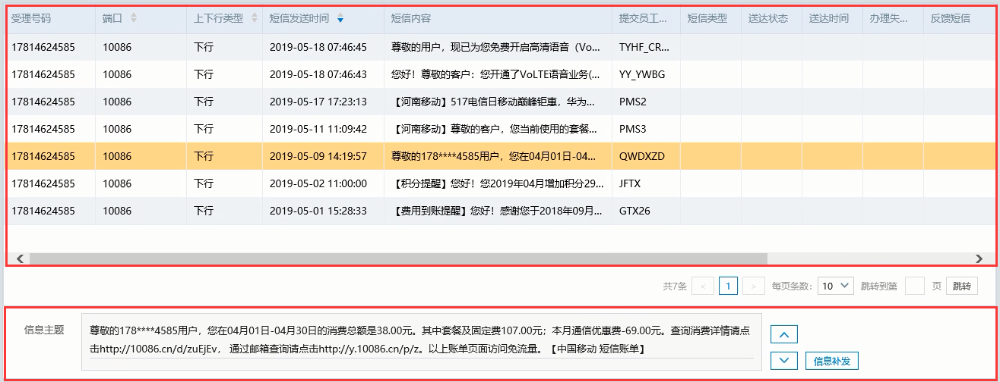 受理号码 端口 上下行类型 短信发送时间 短信内容 提交员工... 短信类型 送达状态 送达时间 办理失... 反馈短信
17814624585 10086 下行 2019-05-18 07:46:45 尊敬的用户，现已为您免费开启高清语音（Vo... TYHF_CR...
17814624585 10086 下行 2019-05-18 07:46:43 您好！尊敬的客户：您开通了VoLTE语音业务(... YY_YWBG
17814624585 10086 下行 2019-05-17 17:23:13 【河南移动】517电信日移动巅峰钜惠，华为... PMS2
17814624585 10086 下行 2019-05-11 11:09:42 【河南移动】尊敬的客户，您当前使用的套餐... PMS3
17814624585 10086 下行 2019-05-09 14:19:57 尊敬的178****4585用户，您在04月01日-04... QWDXZD
17814624585 10086 下行 2019-05-02 11:00:00 【积分提醒】您好！您2019年04月增加积分29... JFTX
17814624585 10086 下行 2019-05-01 15:28:33 【费用到账提醒】您好！感谢您于2018年09月... GTX26
共7条 < 1 > 每页条数: 10 跳转到第 页 跳转
信息主题 尊敬的178****4585用户，您在04月01日-04月30日的消费总额是38.00元。其中套餐及固定费107.00元；本月通信优惠费-69.00元。查询消费详情请点
击http://10086.cn/d/zuEjEv， 通过邮箱查询请点击http://y.10086.cn/p/z。以上账单页面访问免流量。【中国移动 短信账单】
信息补发